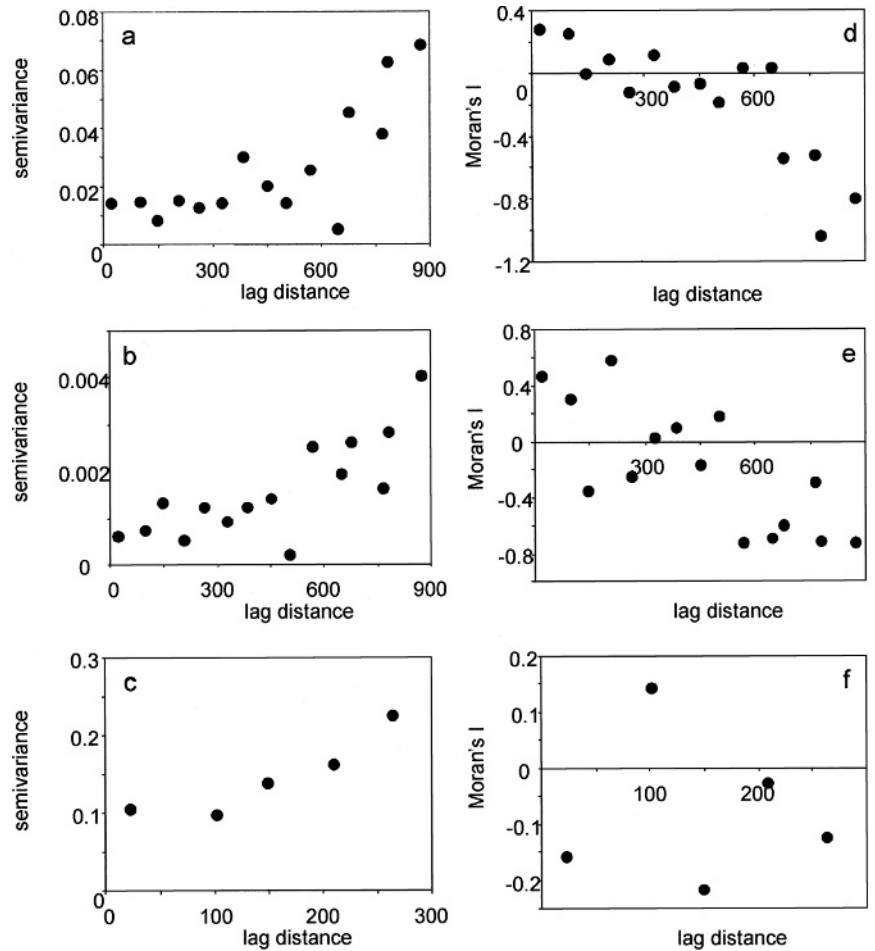 a
semivariance
0.08
0.06
0.04
0.02
0
0 300 600 900
lag distance
d
Moran's I
0.4
0
-0.4
-0.8
-1.2
300 600
lag distance
b
semivariance
0.004
0.002
0
0 300 600 900
lag distance
e
Moran's I
0.8
0.4
0
-0.4
-0.8
300 600
lag distance
c
semivariance
0.3
0.2
0.1
0
0 100 200 300
lag distance
f
Moran's I
0.2
0.1
0
-0.1
-0.2
100 200
lag distance